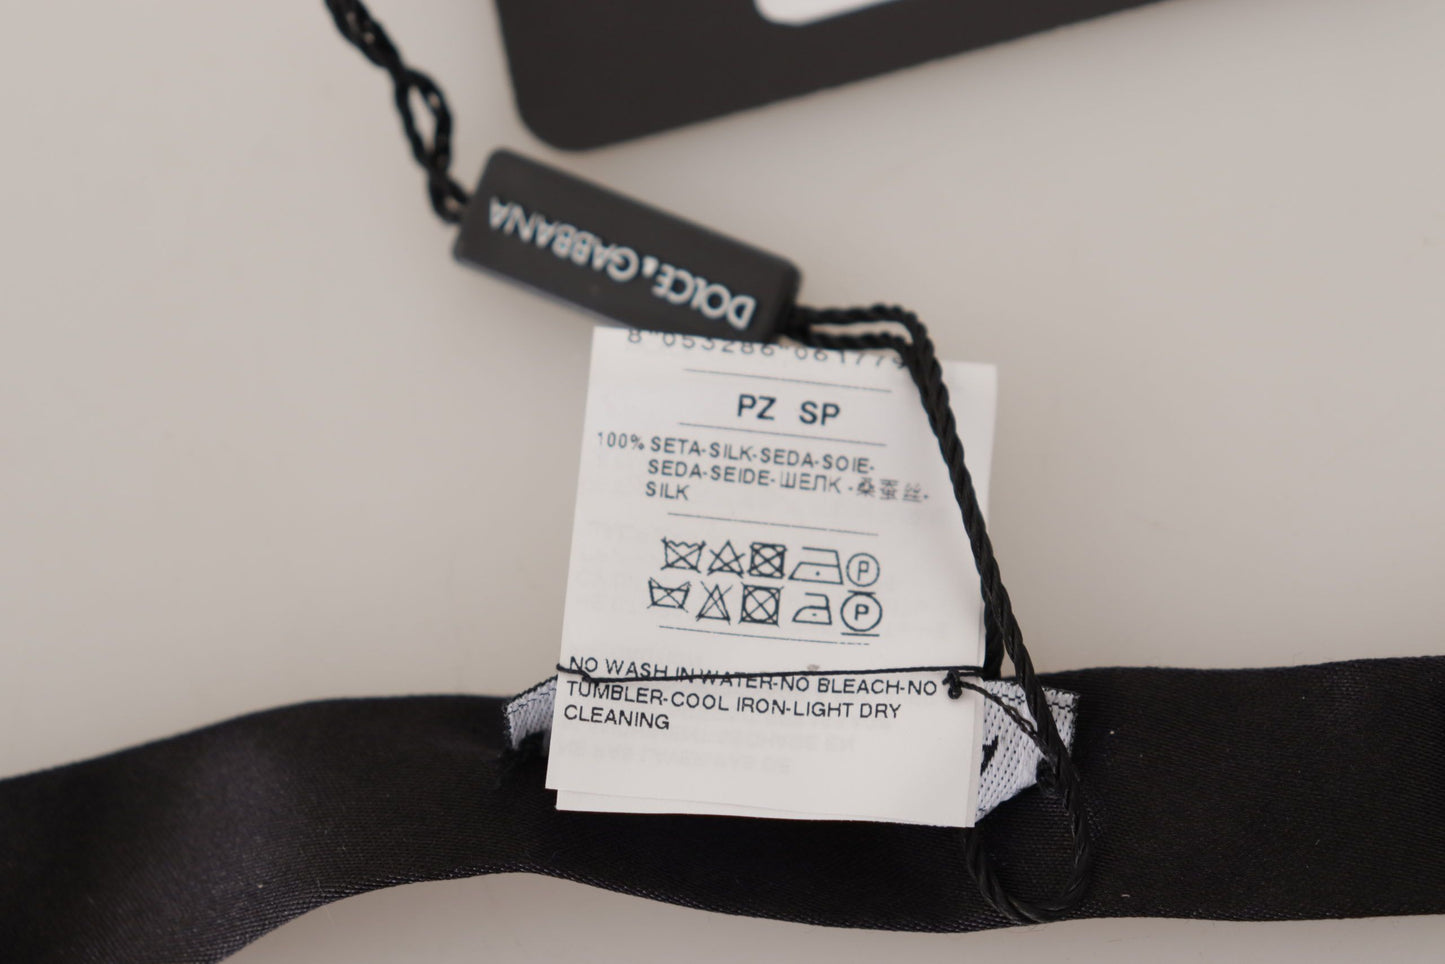 DOLCE & GABBANA
8 053286 06177
PZ SP
100% SETA-SILK-SEDA-SOIE-
SEDA-SEIDE-ШЕЛК-桑蚕丝-
SILK
P
P
NO WASH IN WATER-NO BLEACH-NO
TUMBLER-COOL IRON-LIGHT DRY
CLEANING